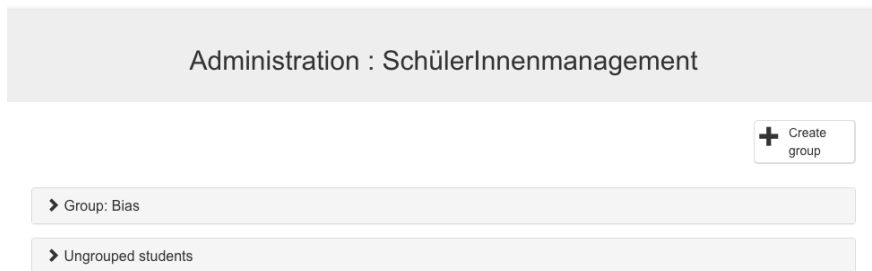 Administration : SchülerInnenmanagement
Create
group
Group: Bias
Ungrouped students